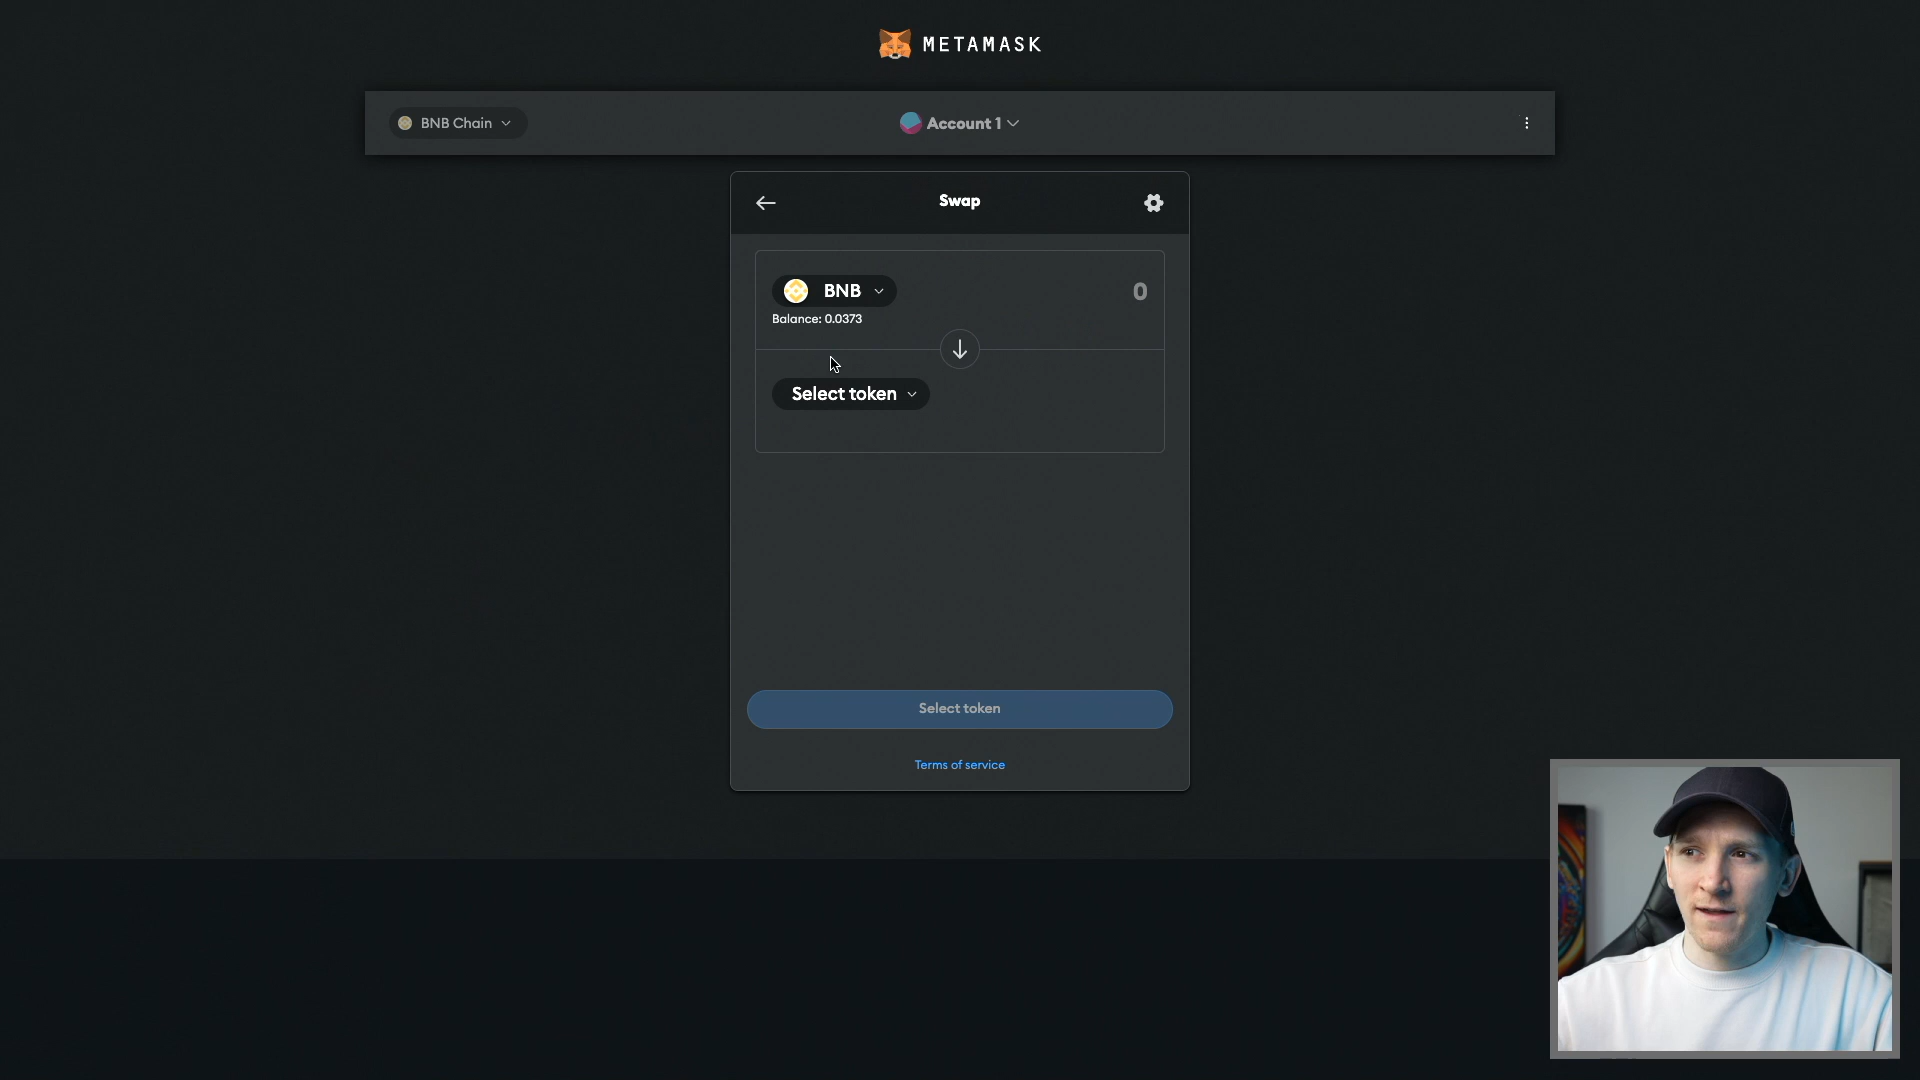 METAMASK
BNB Chain
Account 1
Swap
BNB
0
Balance: 0.0373
Select token
Select token
Terms of service